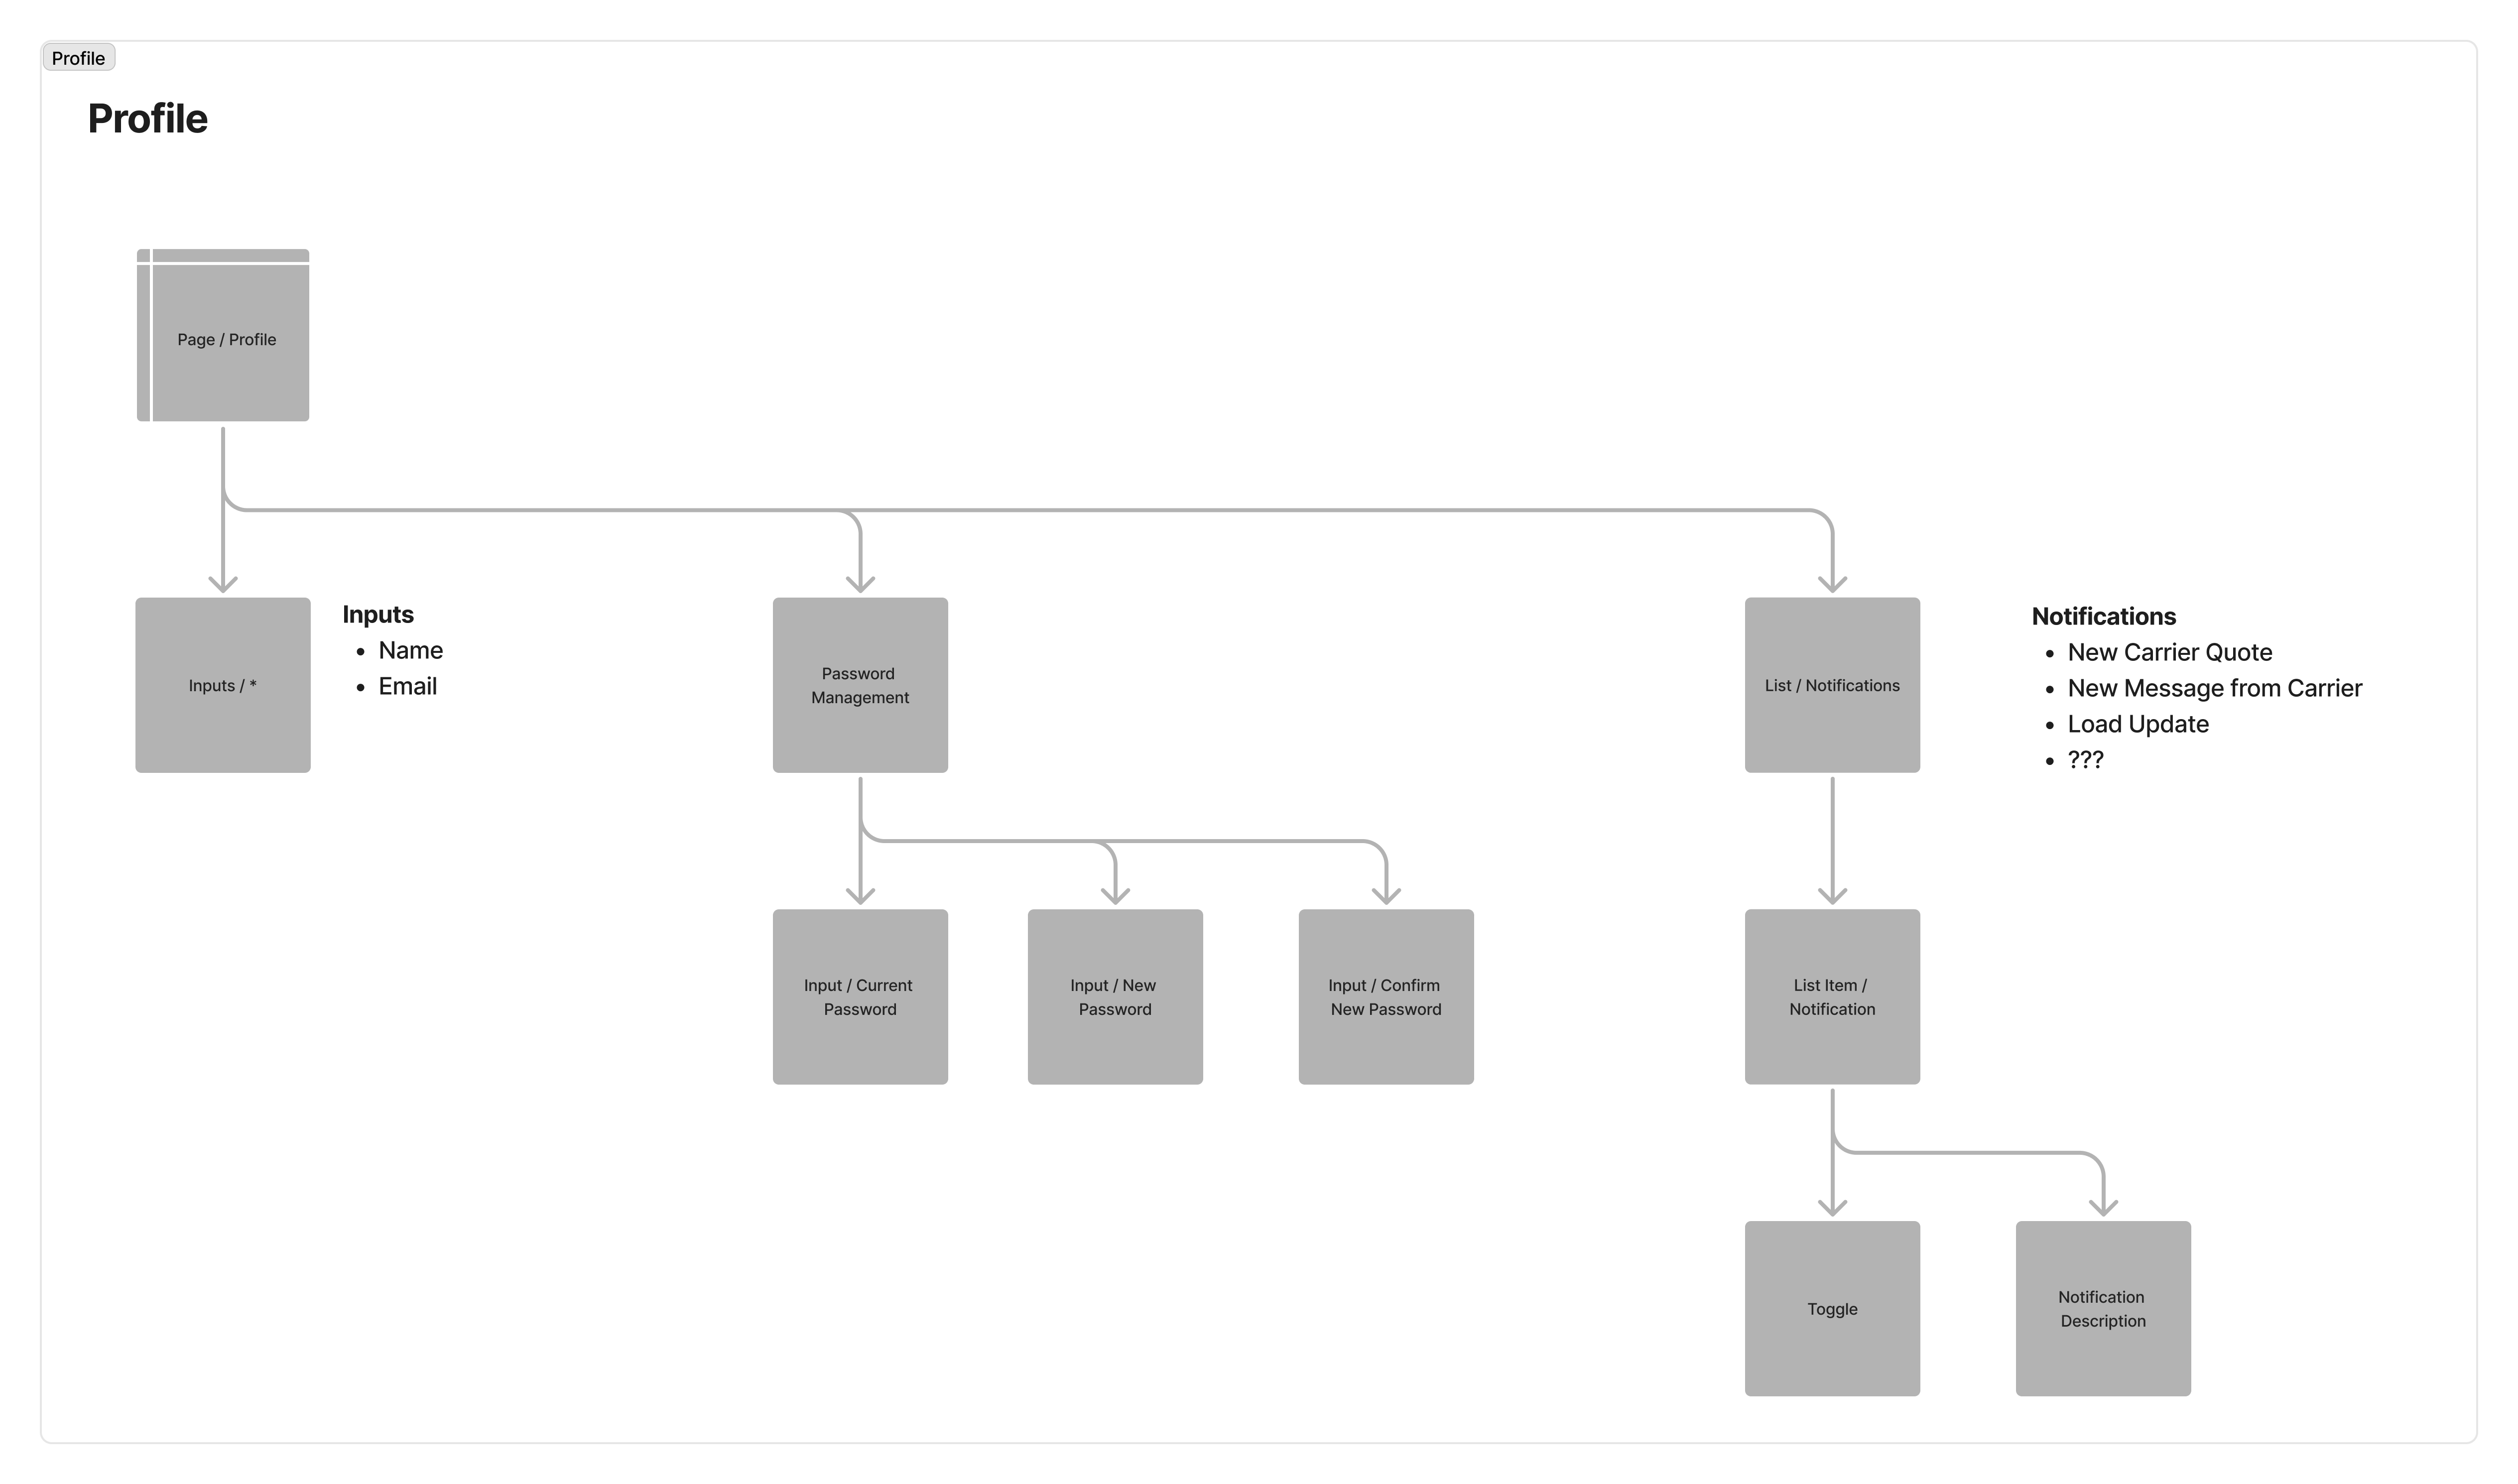 Profile
Profile
Page / Profile
Inputs / *
Inputs
• Name
• Email
Password
Management
List / Notifications
Notifications
• New Carrier Quote
• New Message from Carrier
• Load Update
• ???
Input / Current
Password
Input / New
Password
Input / Confirm
New Password
List Item /
Notification
Toggle
Notification
Description